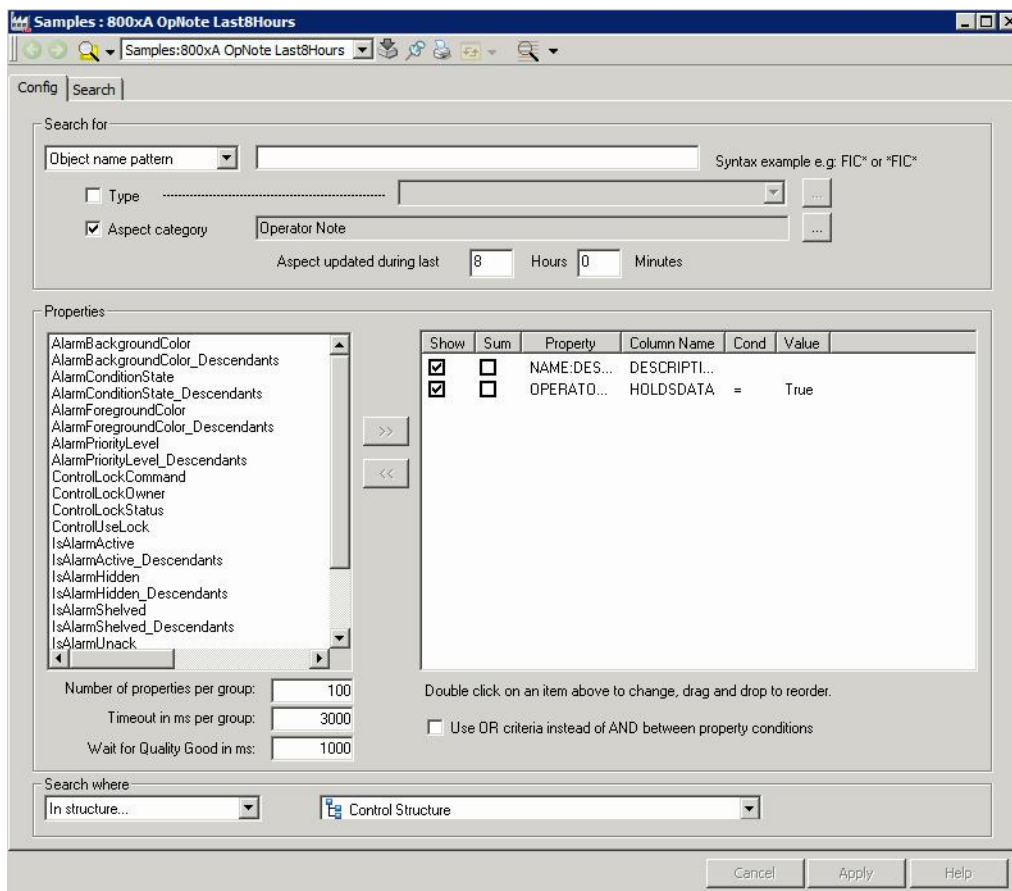 Samples : 800xA OpNote Last8Hours
Samples:800xA OpNote Last8Hours
Config Search
Search for
Object name pattern Syntax example e.g: FIC* or *FIC*
Type ...
Aspect category Operator Note ...
Aspect updated during last 8 Hours 0 Minutes
Properties
AlarmBackgroundColor
AlarmBackgroundColor_Descendants
AlarmConditionState
AlarmConditionState_Descendants
AlarmForegroundColor
AlarmForegroundColor_Descendants
AlarmPriorityLevel
AlarmPriorityLevel_Descendants
ControlLockCommand
ControlLockOwner
ControlLockStatus
ControlUseLock
IsAlarmActive
IsAlarmActive_Descendants
IsAlarmHidden
IsAlarmHidden_Descendants
IsAlarmShelved
IsAlarmShelved_Descendants
IsAlarmUnack
>>
<<
Show Sum Property Column Name Cond Value
NAME:DES... DESCRIPTI...
OPERATO... HOLDSDATA = True
Number of properties per group: 100
Timeout in ms per group: 3000
Wait for Quality Good in ms: 1000
Double click on an item above to change, drag and drop to reorder.
Use OR criteria instead of AND between property conditions
Search where
In structure... Control Structure
Cancel Apply Help